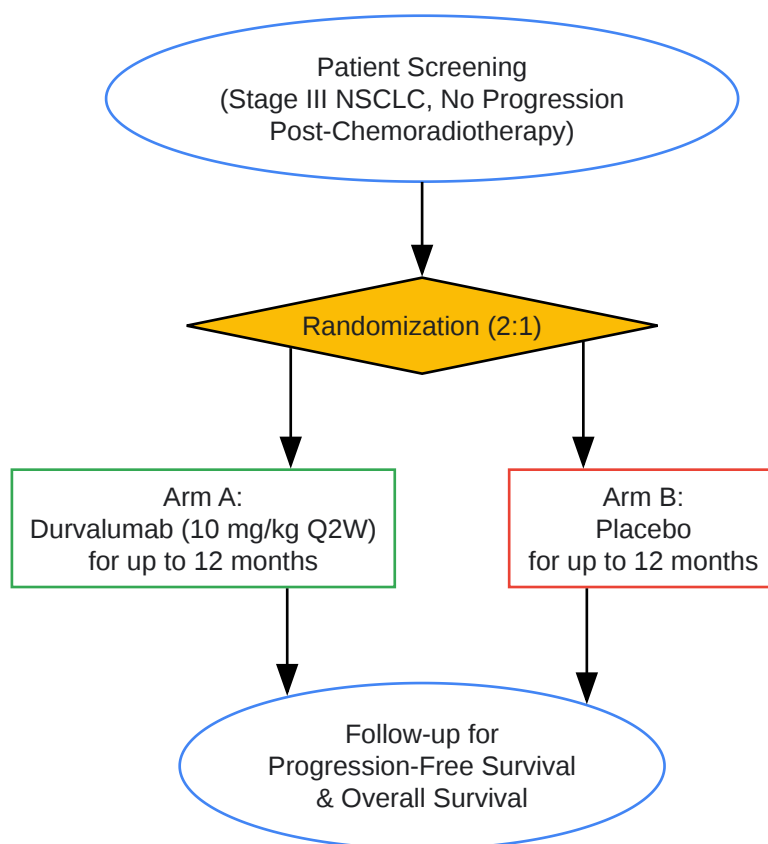 Patient Screening
(Stage III NSCLC, No Progression
Post-Chemoradiotherapy)
Randomization (2:1)
Arm A:
Durvalumab (10 mg/kg Q2W)
for up to 12 months
Arm B:
Placebo
for up to 12 months
Follow-up for
Progression-Free Survival
& Overall Survival